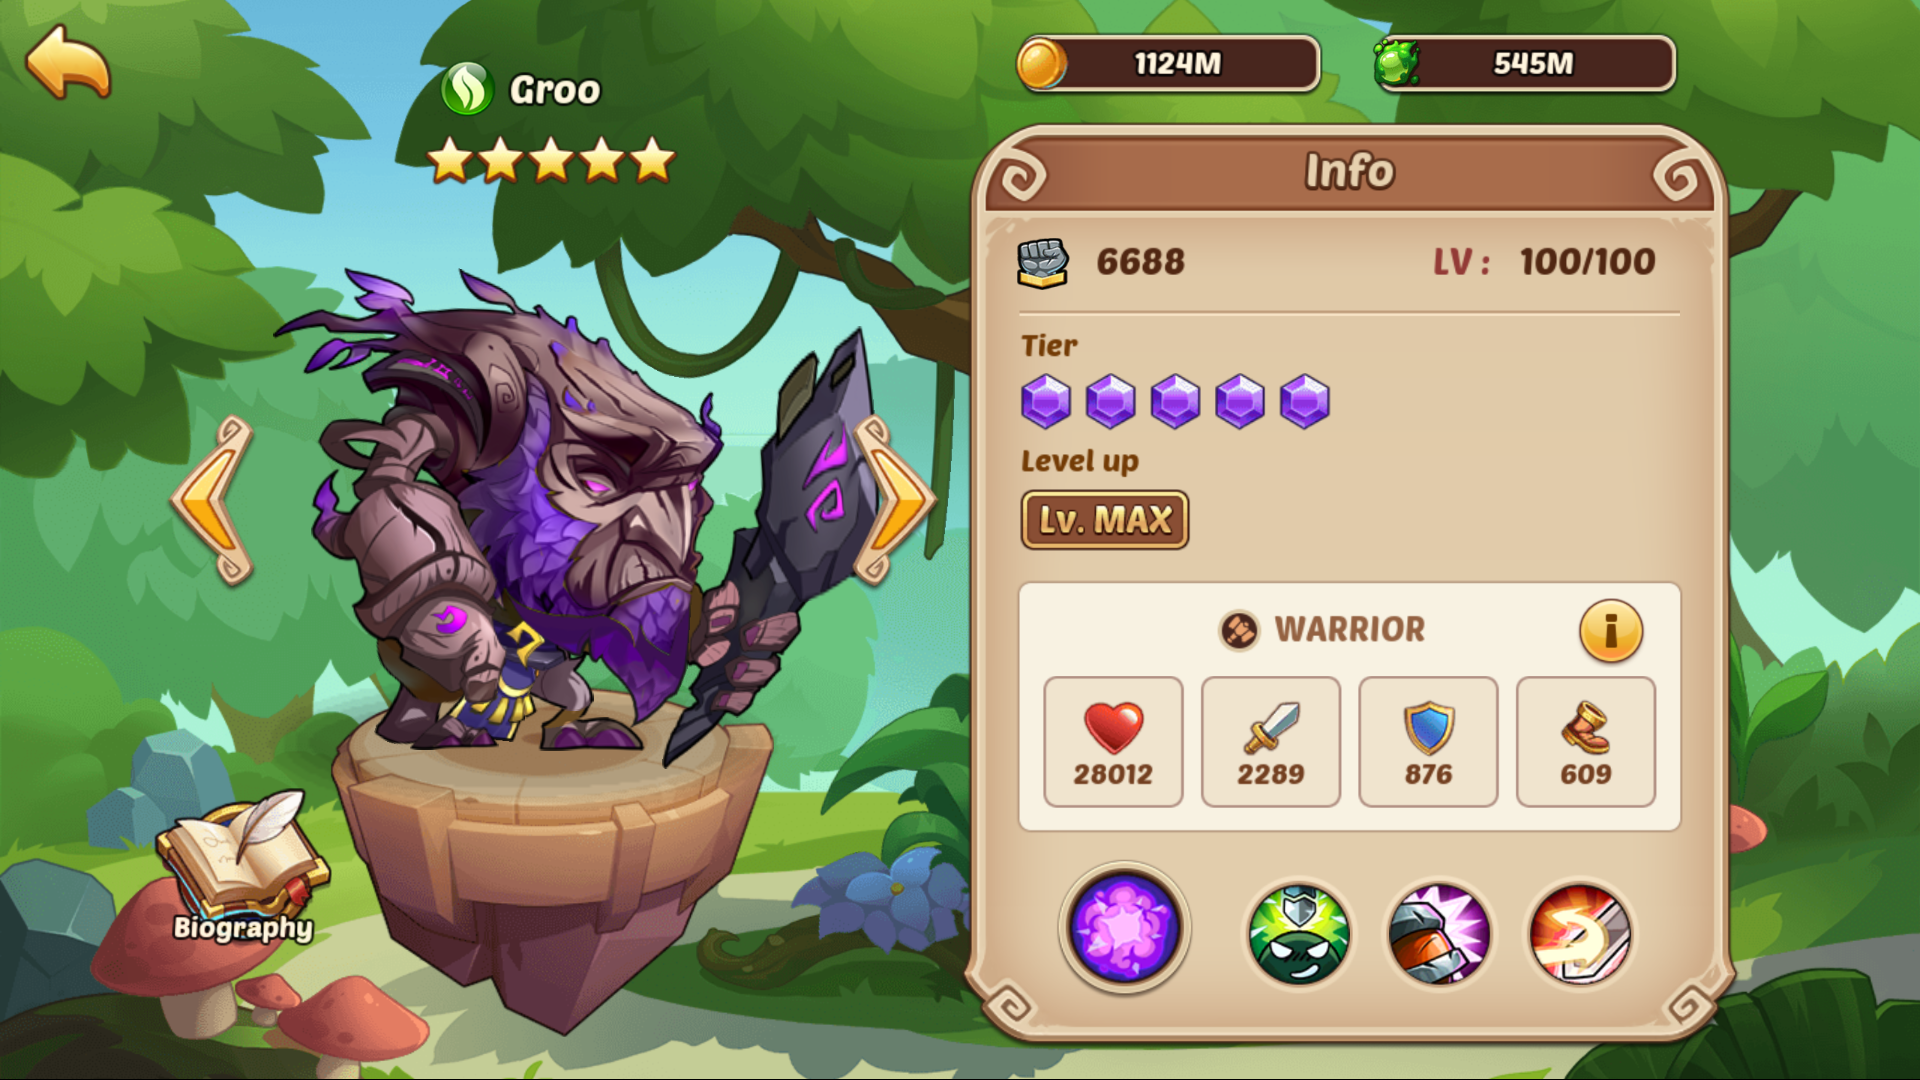 Groo
1124M
545M
Info
6688
LV : 100/100
Tier
Level up
Lv. MAX
WARRIOR
28012
2289
876
609
Biography